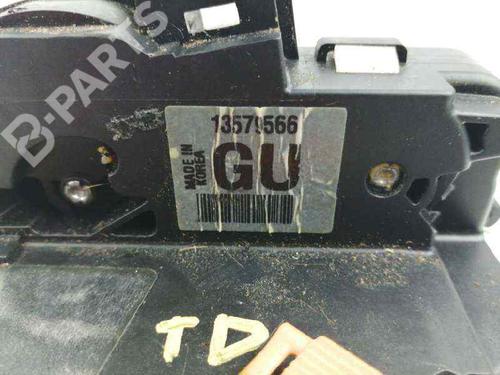 B-PARTS
13579566
MADE IN
KOREA
GU
TD